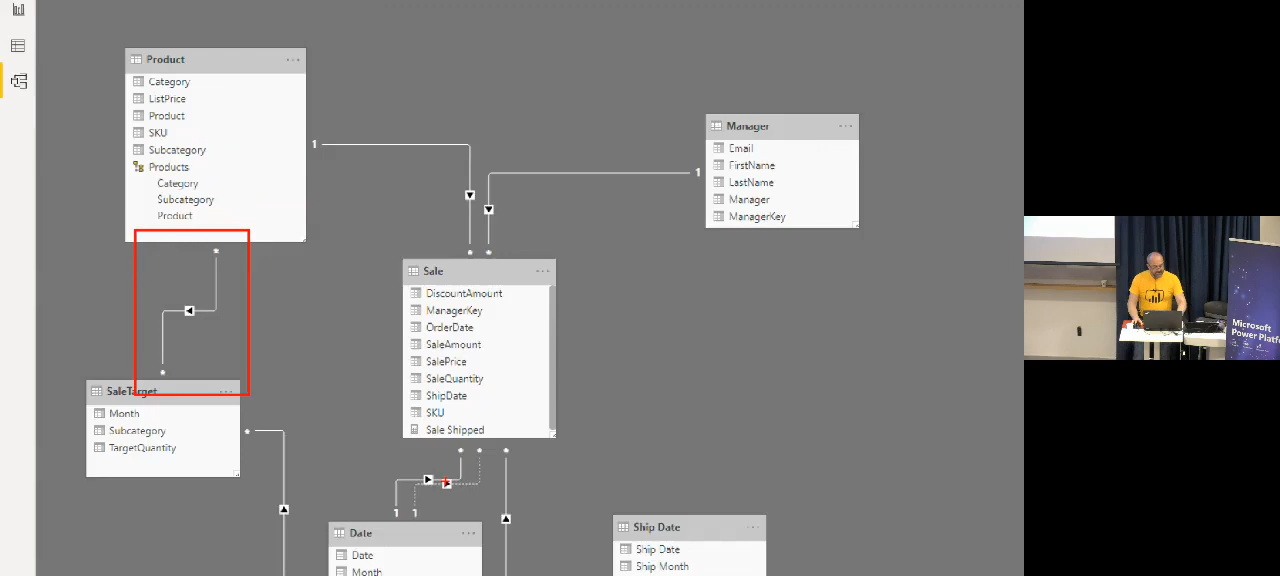 Product
Category
ListPrice
Product
SKU
Subcategory
Products
Category
Subcategory
Product
1
1
Manager
Email
FirstName
LastName
Manager
ManagerKey
Sale
DiscountAmount
ManagerKey
OrderDate
SaleAmount
SalePrice
SaleQuantity
ShipDate
SKU
Sale Shipped
SaleTarget
Month
Subcategory
TargetQuantity
1
1
Date
Date
Month
Ship Date
Ship Date
Ship Month
Microsoft
Power Platf